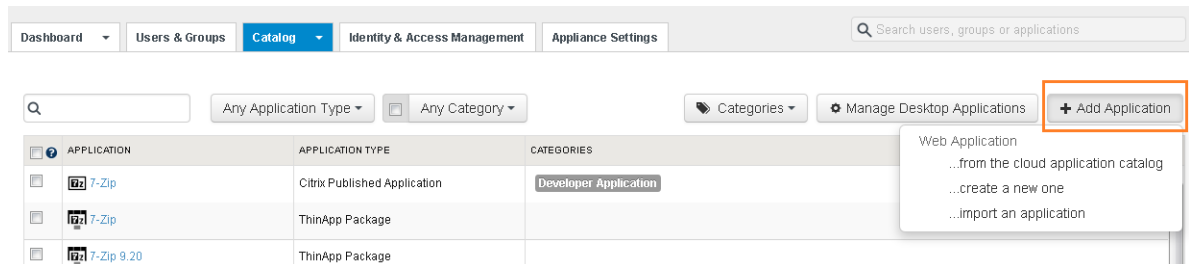 Dashboard Users & Groups Catalog Identity & Access Management Appliance Settings Search users, groups or applications
Any Application Type Any Category Categories Manage Desktop Applications + Add Application
Web Application
...from the cloud application catalog
...create a new one
...import an application
APPLICATION APPLICATION TYPE CATEGORIES
7-Zip Citrix Published Application Developer Application
7-Zip ThinApp Package
7-Zip 9.20 ThinApp Package